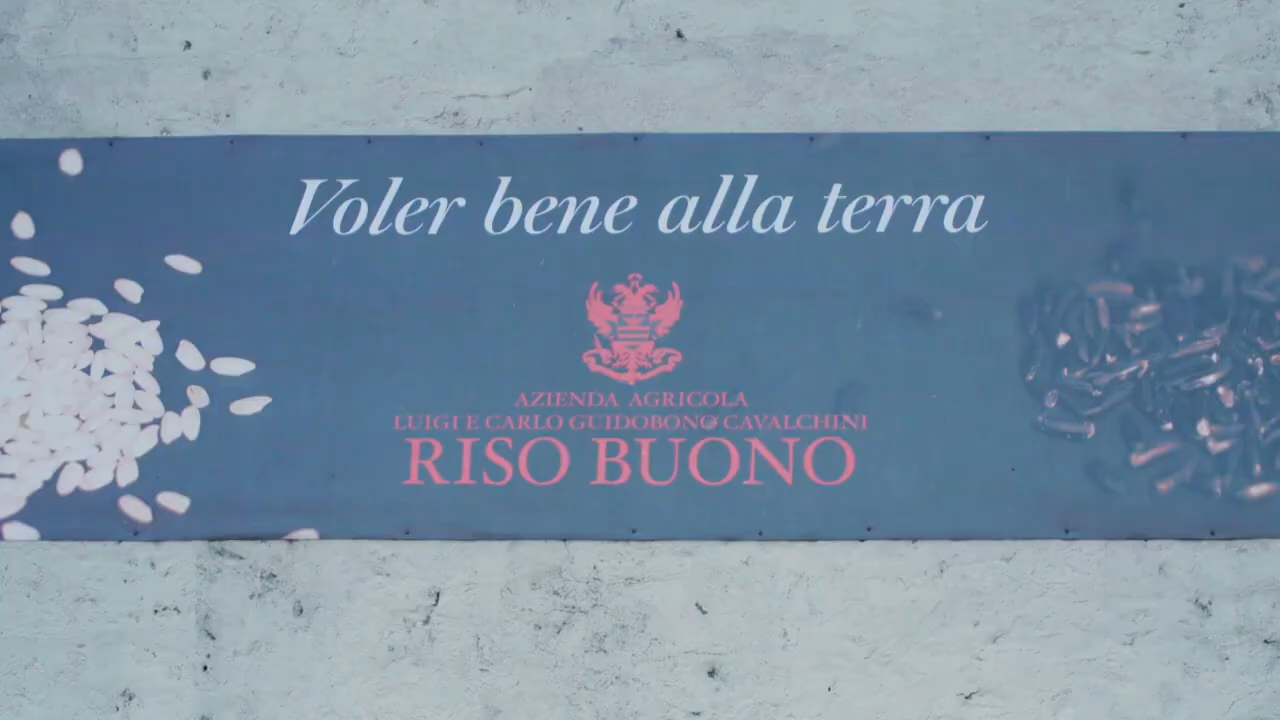 Voler bene alla terra
AZIENDA AGRICOLA
LUIGI E CARLO GUIDOBONO CAVALCHINI
RISO BUONO